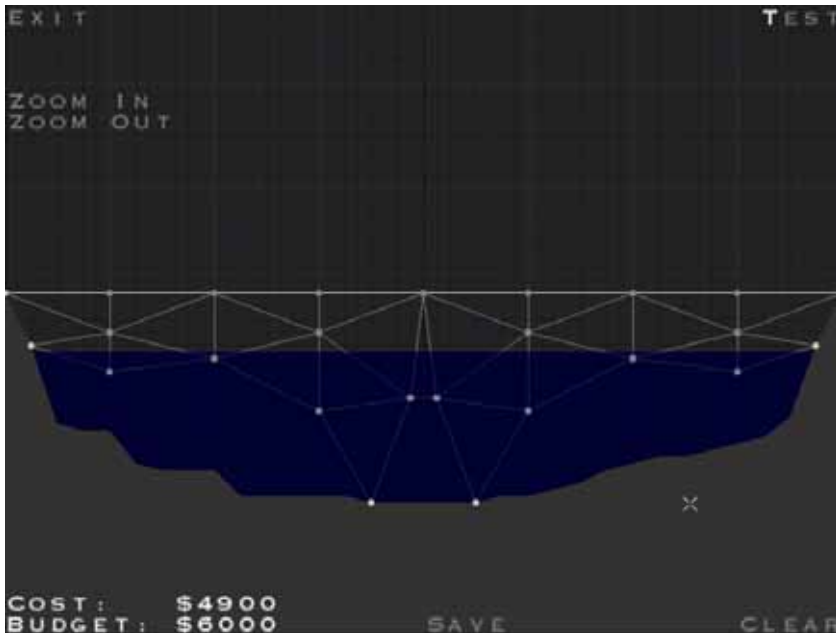 EXIT
TEST
ZOOM IN
ZOOM OUT
COST: $4900
BUDGET: $6000
SAVE
CLEAR